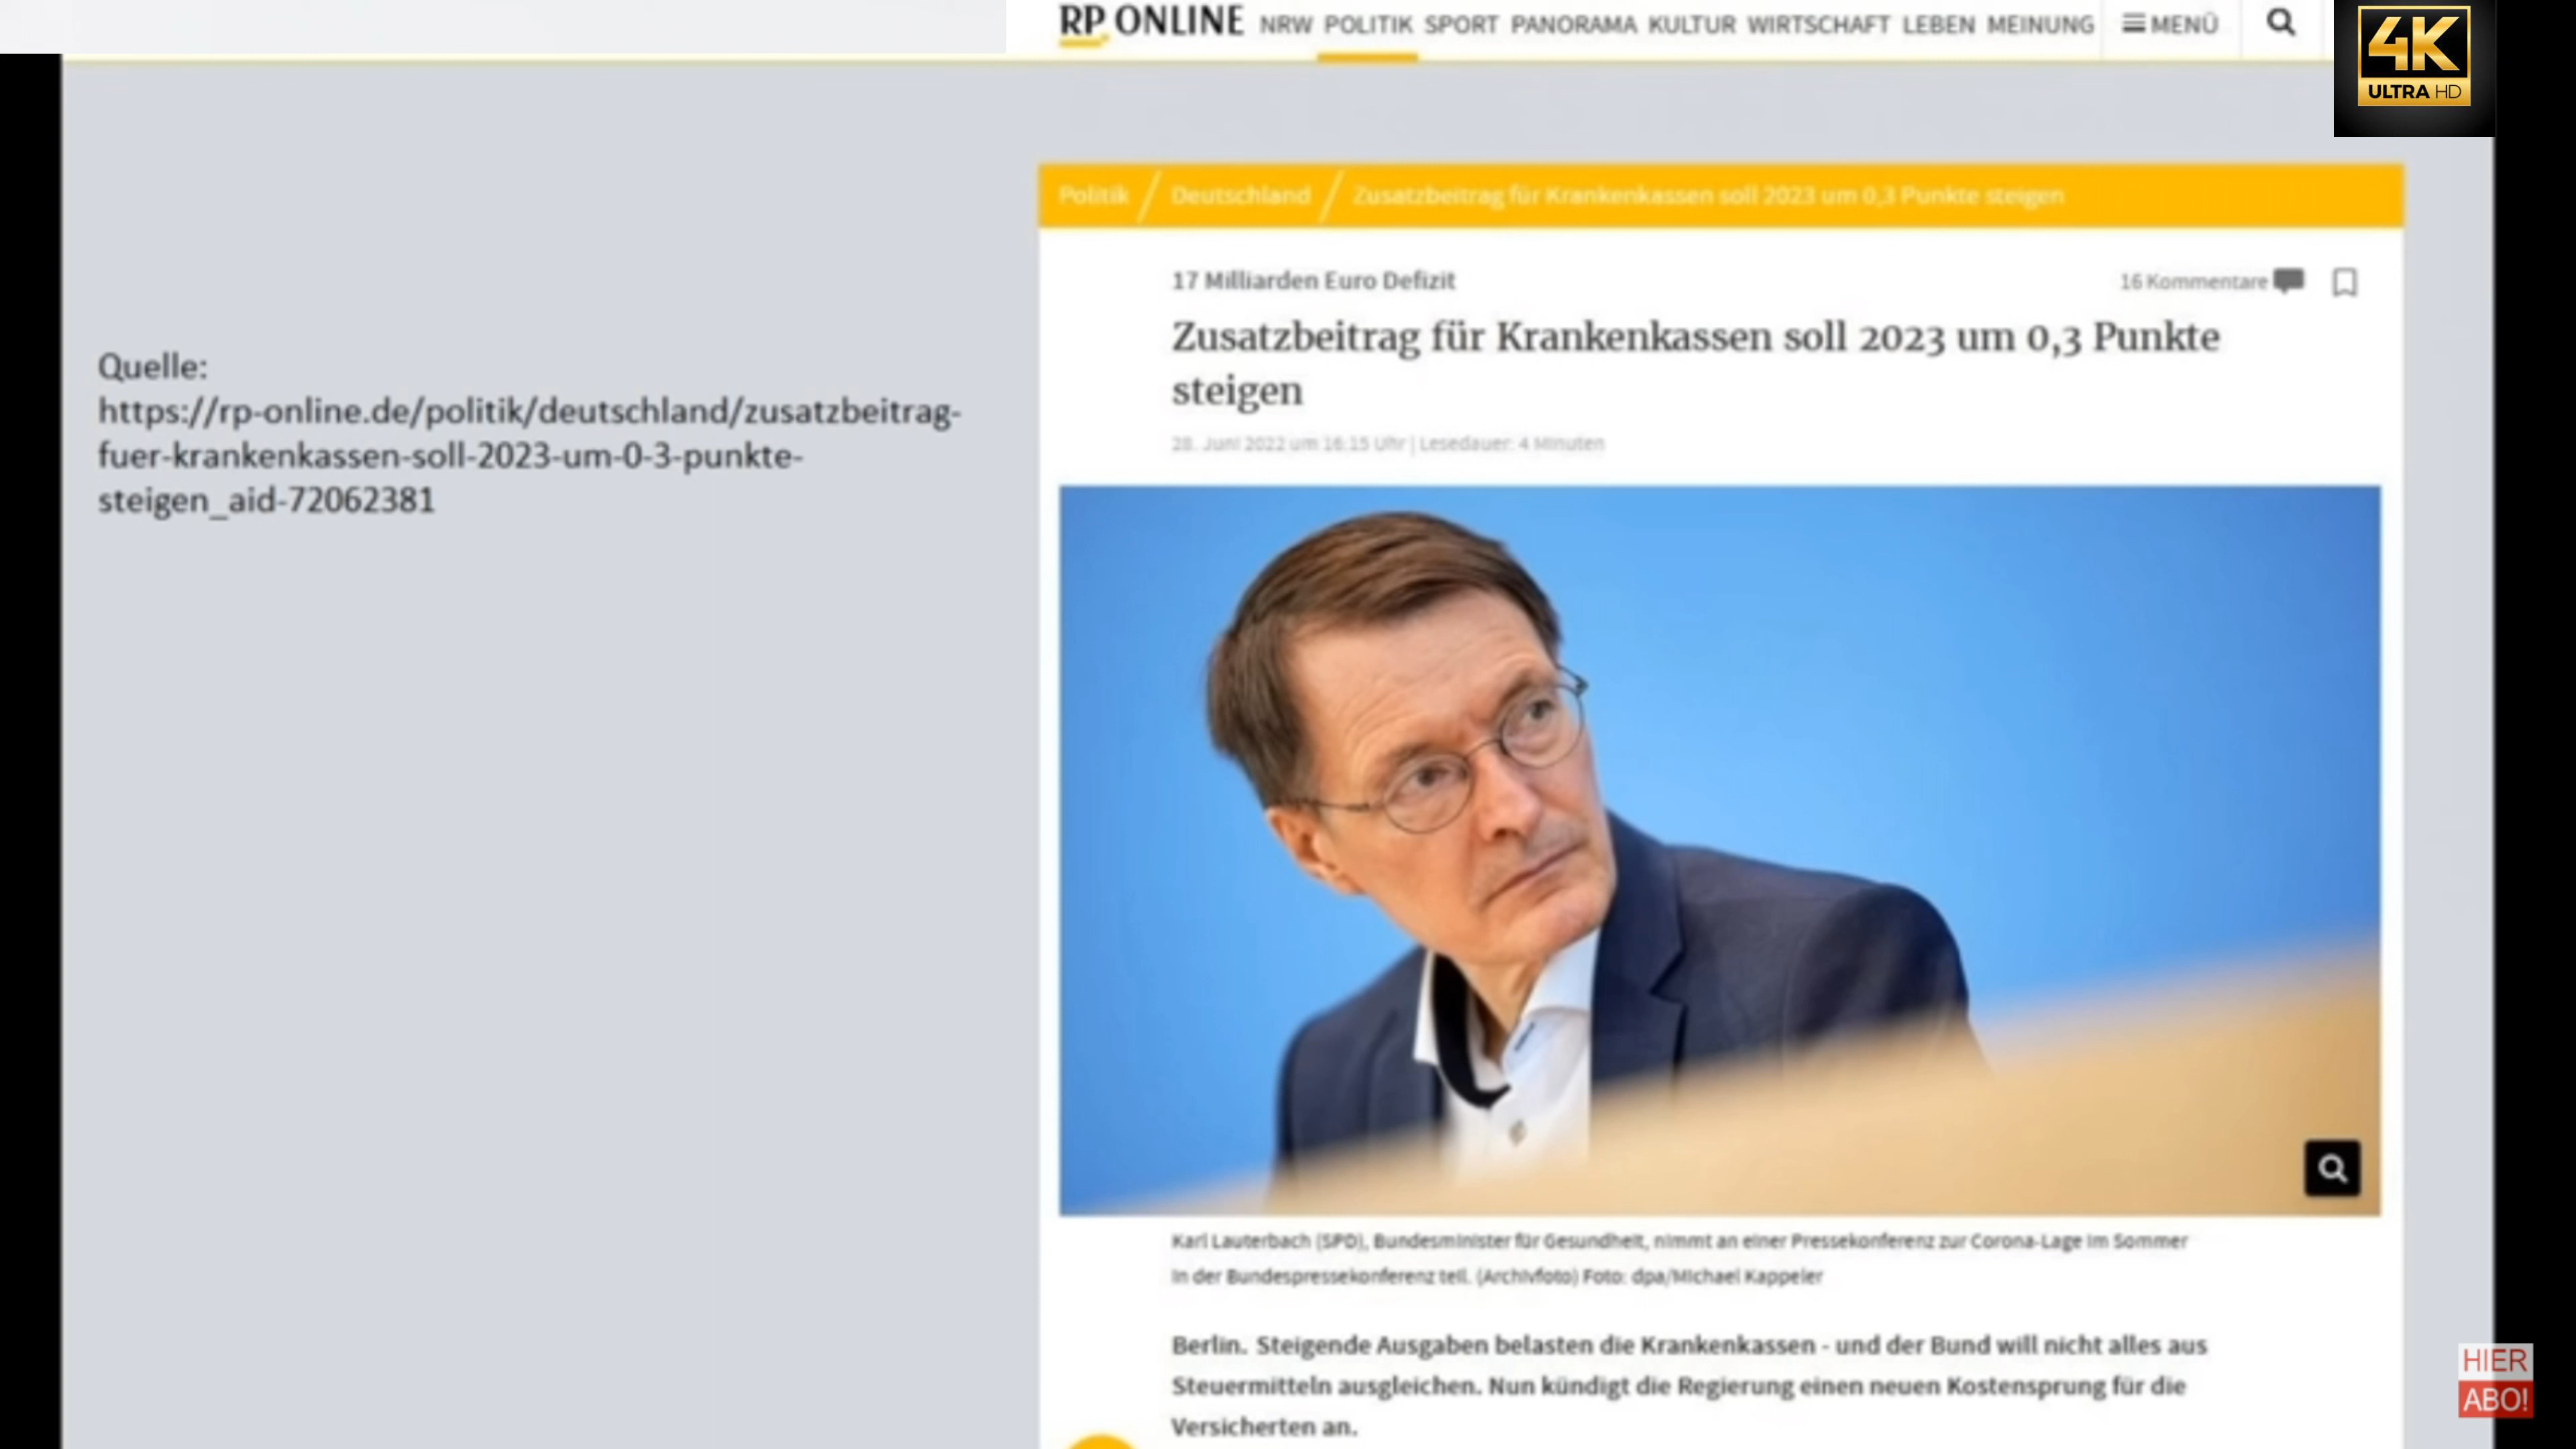 RP ONLINE NRW POLITIK SPORT PANORAMA KULTUR WIRTSCHAFT LEBEN MEINUNG MENÜ
4K
ULTRA HD
Politik / Deutschland / Zusatzbeitrag für Krankenkassen soll 2023 um 0,3 Punkte steigen
17 Milliarden Euro Defizit
16 Kommentare
Zusatzbeitrag für Krankenkassen soll 2023 um 0,3 Punkte
steigen
28. Juni 2022 um 16:15 Uhr | Lesedauer: 4 Minuten
Quelle:
https://rp-online.de/politik/deutschland/zusatzbeitrag-
fuer-krankenkassen-soll-2023-um-0-3-punkte-
steigen_aid-72062381
Karl Lauterbach (SPD), Bundesminister für Gesundheit, nimmt an einer Pressekonferenz zur Corona-Lage im Sommer
in der Bundespressekonferenz teil. (Archivfoto) Foto: dpa/Michael Kappeler
Berlin. Steigende Ausgaben belasten die Krankenkassen - und der Bund will nicht alles aus
Steuermitteln ausgleichen. Nun kündigt die Regierung einen neuen Kostensprung für die
Versicherten an.
HIER
ABO!